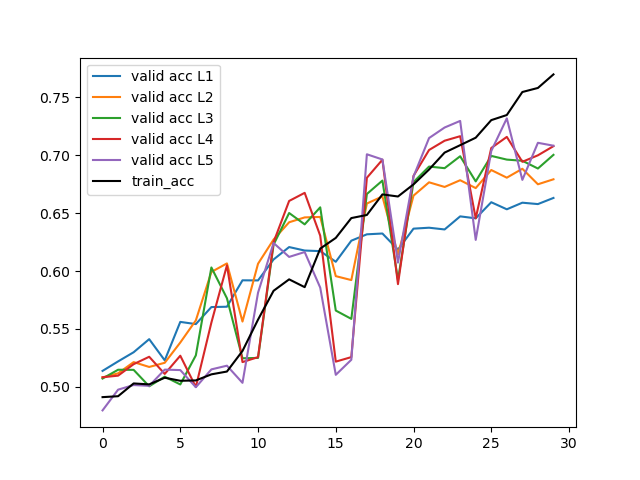 valid acc L1
valid acc L2
valid acc L3
valid acc L4
valid acc L5
train_acc
0.75
0.70
0.65
0.60
0.55
0.50
0 5 10 15 20 25 30